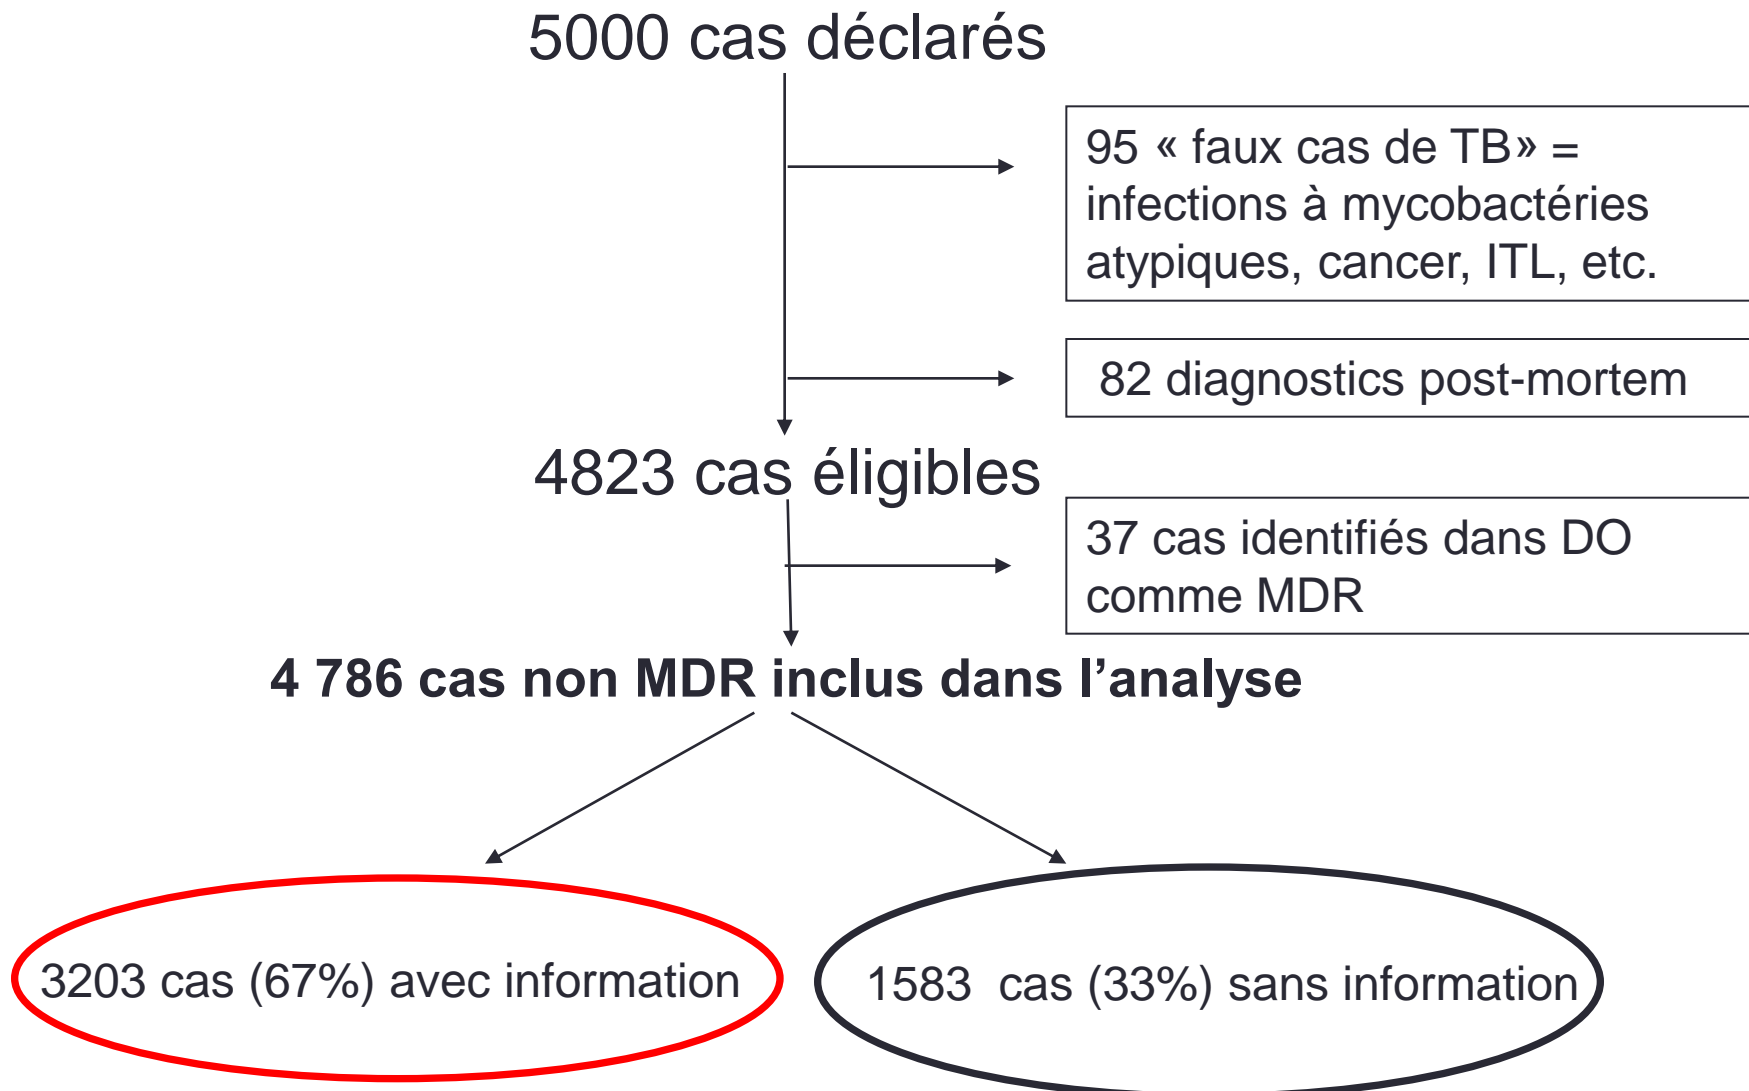 5000 cas déclarés
95 « faux cas de TB» =
infections à mycobactéries
atypiques, cancer, ITL, etc.
82 diagnostics post-mortem
4823 cas éligibles
37 cas identifiés dans DO
comme MDR
4 786 cas non MDR inclus dans l’analyse
3203 cas (67%) avec information
1583 cas (33%) sans information